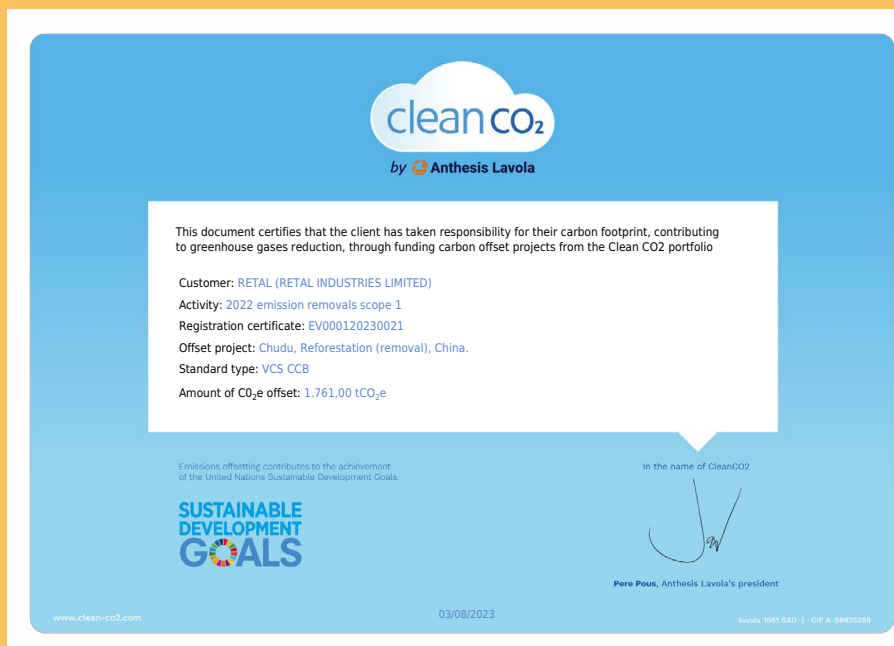 clean co₂
by Anthesis Lavola
This document certifies that the client has taken responsibility for their carbon footprint, contributing
to greenhouse gases reduction, through funding carbon offset projects from the Clean CO2 portfolio
Customer: RETAL (RETAL INDUSTRIES LIMITED)
Activity: 2022 emission removals scope 1
Registration certificate: EV000120230021
Offset project: Chudu, Reforestation (removal), China.
Standard type: VCS CCB
Amount of C0₂e offset: 1.761,00 tCO₂e
Emissions offsetting contributes to the achievement
of the United Nations Sustainable Development Goals.
SUSTAINABLE
DEVELOPMENT
GOALS
In the name of CleanCO2
Pere Pous, Anthesis Lavola's president
www.clean-co2.com
03/08/2023
lavola 1981 SAU | CIF